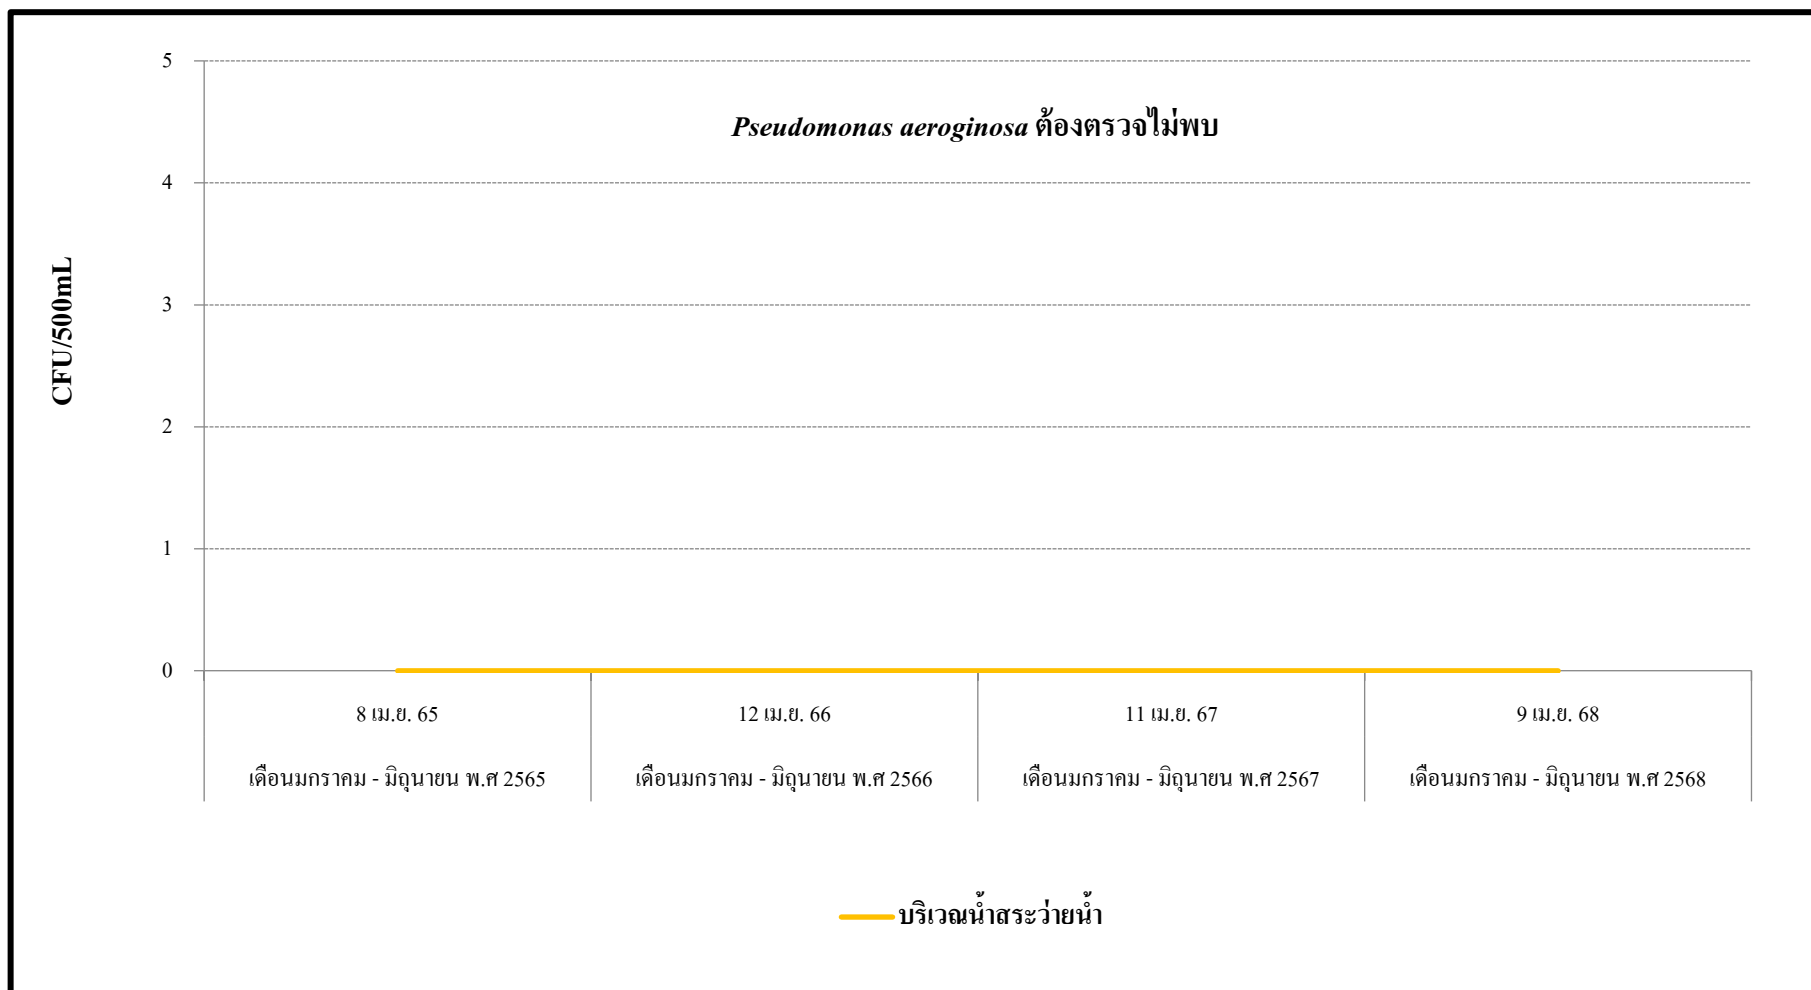 5
Pseudomonas aeroginosa ต้องตรวจไม่พบ
4
3
CFU/500mL
2
1
0
8 เม.ย. 65
12 เม.ย. 66
11 เม.ย. 67
9 เม.ย. 68
เดือนมกราคม - มิถุนายน พ.ศ 2565
เดือนมกราคม - มิถุนายน พ.ศ 2566
เดือนมกราคม - มิถุนายน พ.ศ 2567
เดือนมกราคม - มิถุนายน พ.ศ 2568
บริเวณน้ำสระว่ายน้ำ